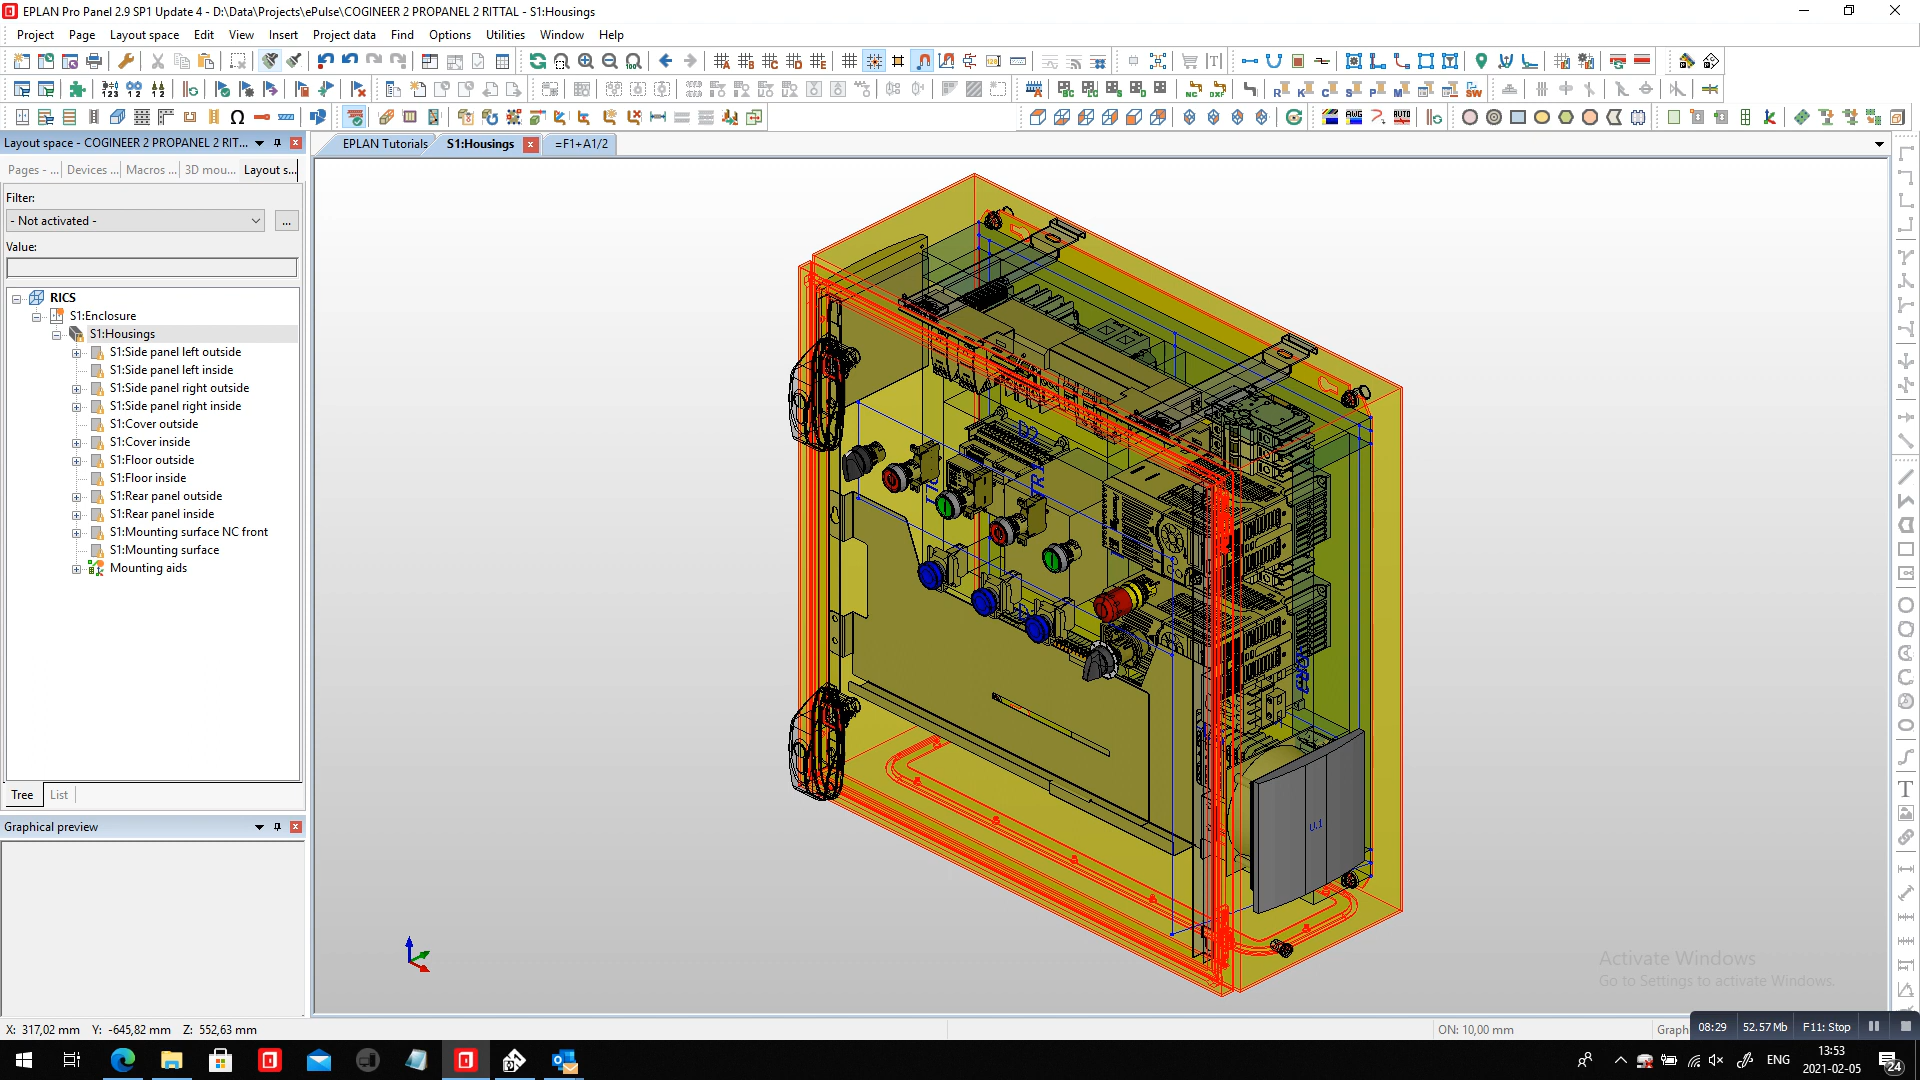 EPLAN Pro Panel 2.9 SP1 Update 4 - D:\Data\Projects\ePulse\COGINEER 2 PROPANEL 2 RITTAL - S1:Housings
Project Page Layout space Edit View Insert Project data Find Options Utilities Window Help
Layout space - COGINEER 2 PROPANEL 2 RIT...
EPLAN Tutorials S1:Housings =F1+A1/2
Pages - ... Devices ... Macros ... 3D mou... Layout s...
Filter:
- Not activated -
...
Value:
RICS
S1:Enclosure
S1:Housings
S1:Side panel left outside
S1:Side panel left inside
S1:Side panel right outside
S1:Side panel right inside
S1:Cover outside
S1:Cover inside
S1:Floor outside
S1:Floor inside
S1:Rear panel outside
S1:Rear panel inside
S1:Mounting surface NC front
S1:Mounting surface
Mounting aids
Tree List
Graphical preview
D2
U.1
Activate Windows
Go to Settings to activate Windows.
X: 317,02 mm Y: -645,82 mm Z: 552,63 mm
ON: 10,00 mm
Graph
08:29 52.57 Mb F11: Stop
ENG
13:53
2021-02-05
24